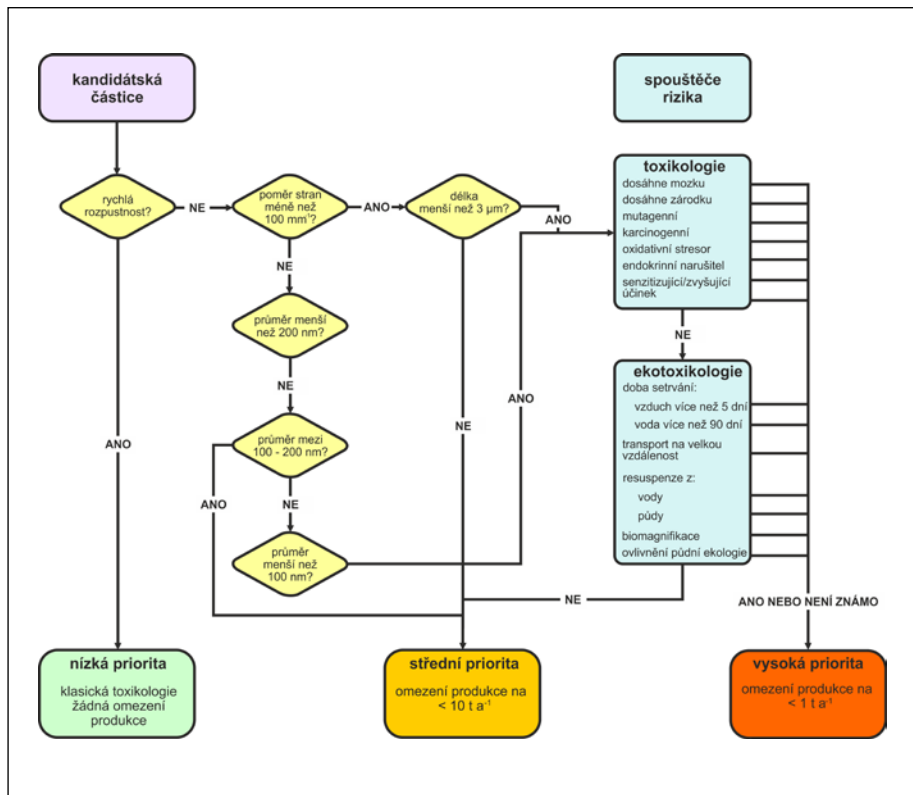 kandidátská
částice
spouštěče
rizika
rychlá
rozpustnost?
NE
poměr stran
méně než
100 mm⁻¹?
ANO
délka
menší než 3 µm?
ANO
toxikologie
dosáhne mozku
dosáhne zárodku
mutagenní
karcinogenní
oxidativní stresor
endokrinní narušitel
senzitizující/zvyšující
účinek
NE
průměr menší
než 200 nm?
NE
NE
ekotoxikologie
doba setrvání:
vzduch více než 5 dní
voda více než 90 dní
transport na velkou
vzdálenost
resuspenze z:
vody
půdy
biomagnifikace
ovlivnění půdní ekologie
ANO
NE
ANO
průměr mezi
100 - 200 nm?
ANO
NE
průměr
menší než
100 nm?
NE
ANO NEBO NENÍ ZNÁMO
nízká priorita
klasická toxikologie
žádná omezení
produkce
střední priorita
omezení produkce na
< 10 t a⁻¹
vysoká priorita
omezení produkce na
< 1 t a⁻¹